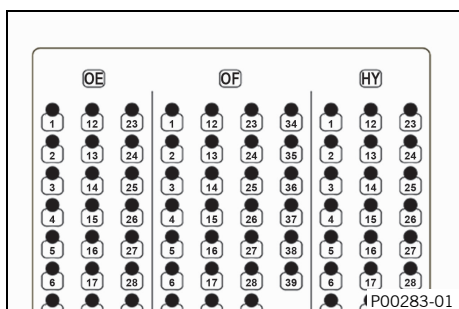 OE OF HY
1 12 23 1 12 23 34 1 12 23
2 13 24 2 13 24 35 2 13 24
3 14 25 3 14 25 36 3 14 25
4 15 26 4 15 26 37 4 15 26
5 16 27 5 16 27 38 5 16 27
6 17 28 6 17 28 39 6 17 28
P00283-01